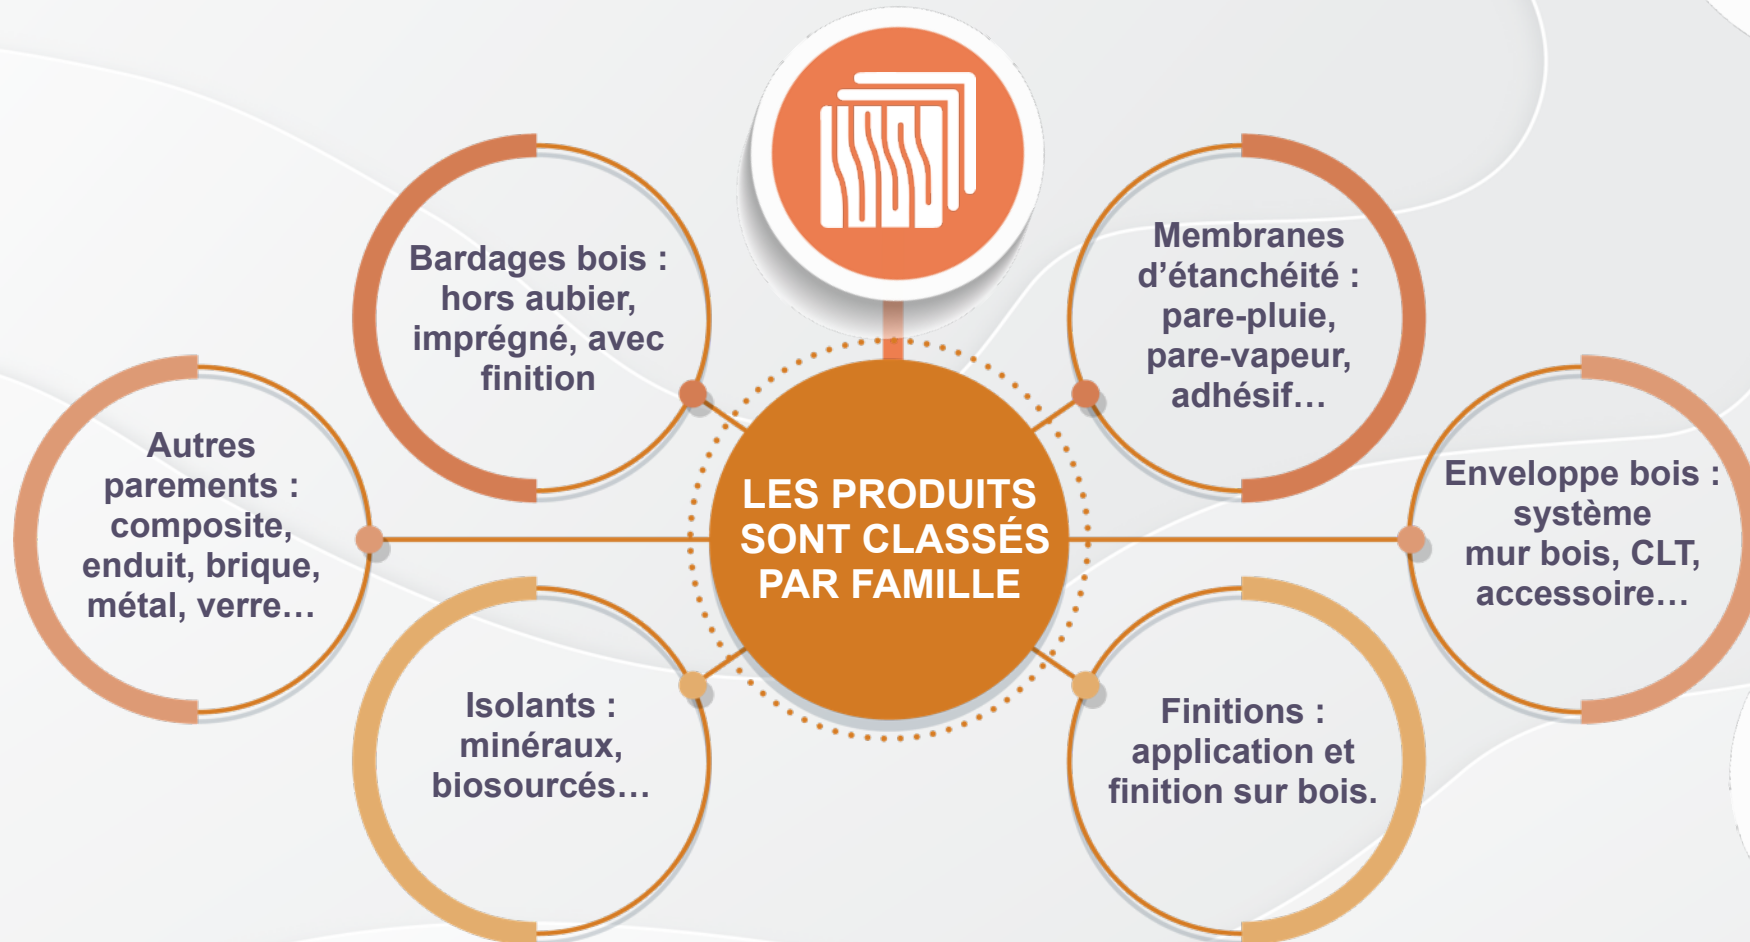 Bardages bois :
hors aubier,
imprégné, avec
finition
Membranes
d’étanchéité :
pare-pluie,
pare-vapeur,
adhésif…
Autres
parements :
composite,
enduit, brique,
métal, verre…
LES PRODUITS
SONT CLASSÉS
PAR FAMILLE
Enveloppe bois :
système
mur bois, CLT,
accessoire…
Isolants :
minéraux,
biosourcés…
Finitions :
application et
finition sur bois.